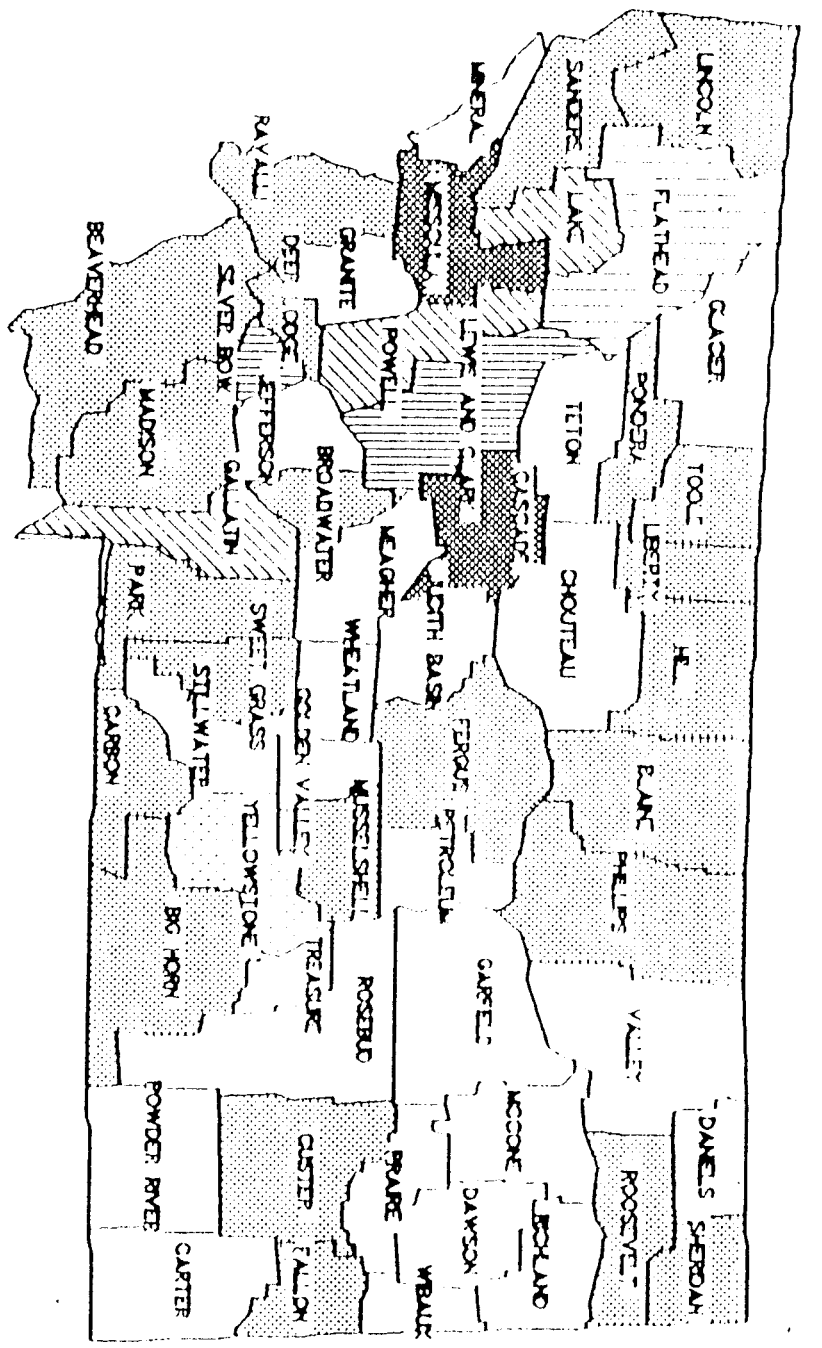 LINCOLN
SANDERS
FLATHEAD
LAKE
MINERAL
GLACIER
PONDERA
TOOLE
LIBERTY
HILL
BLAINE
PHILLIPS
VALLEY
DANIELS
SHERIDAN
ROOSEVELT
TETON
CHOUTEAU
CASCADE
LEWIS AND CLARK
POWELL
MISSOULA
GRANITE
RAVALLI
DEER LODGE
SILVER BOW
BEAVERHEAD
JEFFERSON
MADISON
BROADWATER
GALLATIN
MEAGHER
JUDITH BASIN
FERGUS
PETROLEUM
GARFIELD
MCCONE
RICHLAND
DAWSON
PRAIRIE
WIBAUX
WHEATLAND
GOLDEN VALLEY
MUSSELSHELL
PARK
SWEET GRASS
STILLWATER
CARBON
YELLOWSTONE
BIG HORN
TREASURE
ROSEBUD
CUSTER
FALLON
POWDER RIVER
CARTER